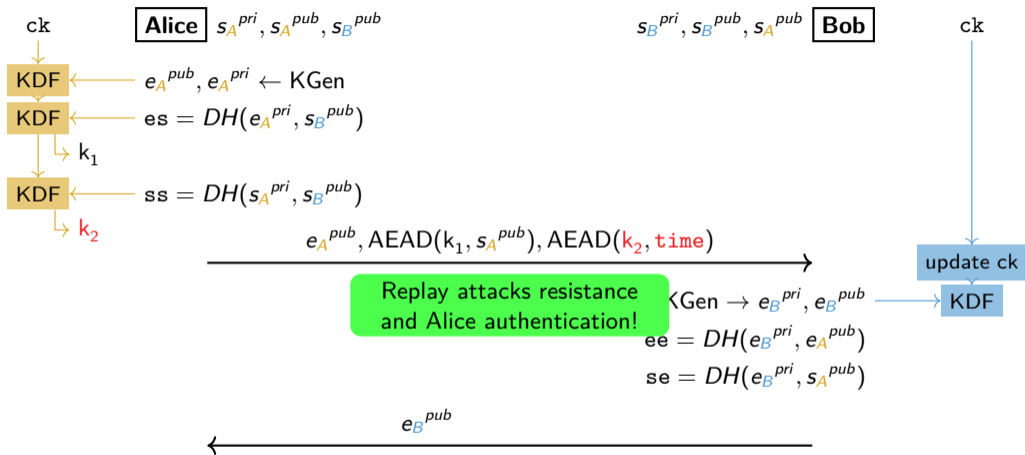 ck Alice s_A^pri, s_A^pub, s_B^pub s_B^pri, s_B^pub, s_A^pub Bob ck
KDF e_A^pub, e_A^pri ← KGen
KDF es = DH(e_A^pri, s_B^pub)
k_1
KDF ss = DH(s_A^pri, s_B^pub)
k_2
e_A^pub, AEAD(k_1, s_A^pub), AEAD(k_2, time)
update ck
Replay attacks resistance
and Alice authentication!
KGen → e_B^pri, e_B^pub KDF
ee = DH(e_B^pri, e_A^pub)
se = DH(e_B^pri, s_A^pub)
e_B^pub